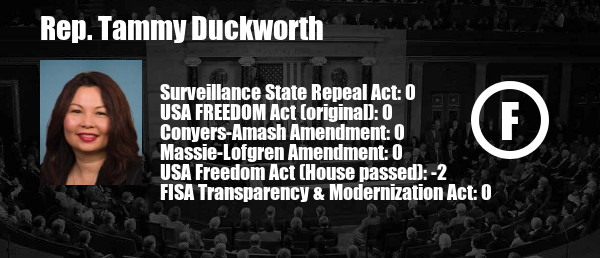 Rep. Tammy Duckworth
Surveillance State Repeal Act: 0
USA FREEDOM Act (original): 0
Conyers-Amash Amendment: 0
Massie-Lofgren Amendment: 0
USA Freedom Act (House passed): -2
FISA Transparency & Modernization Act: 0
F